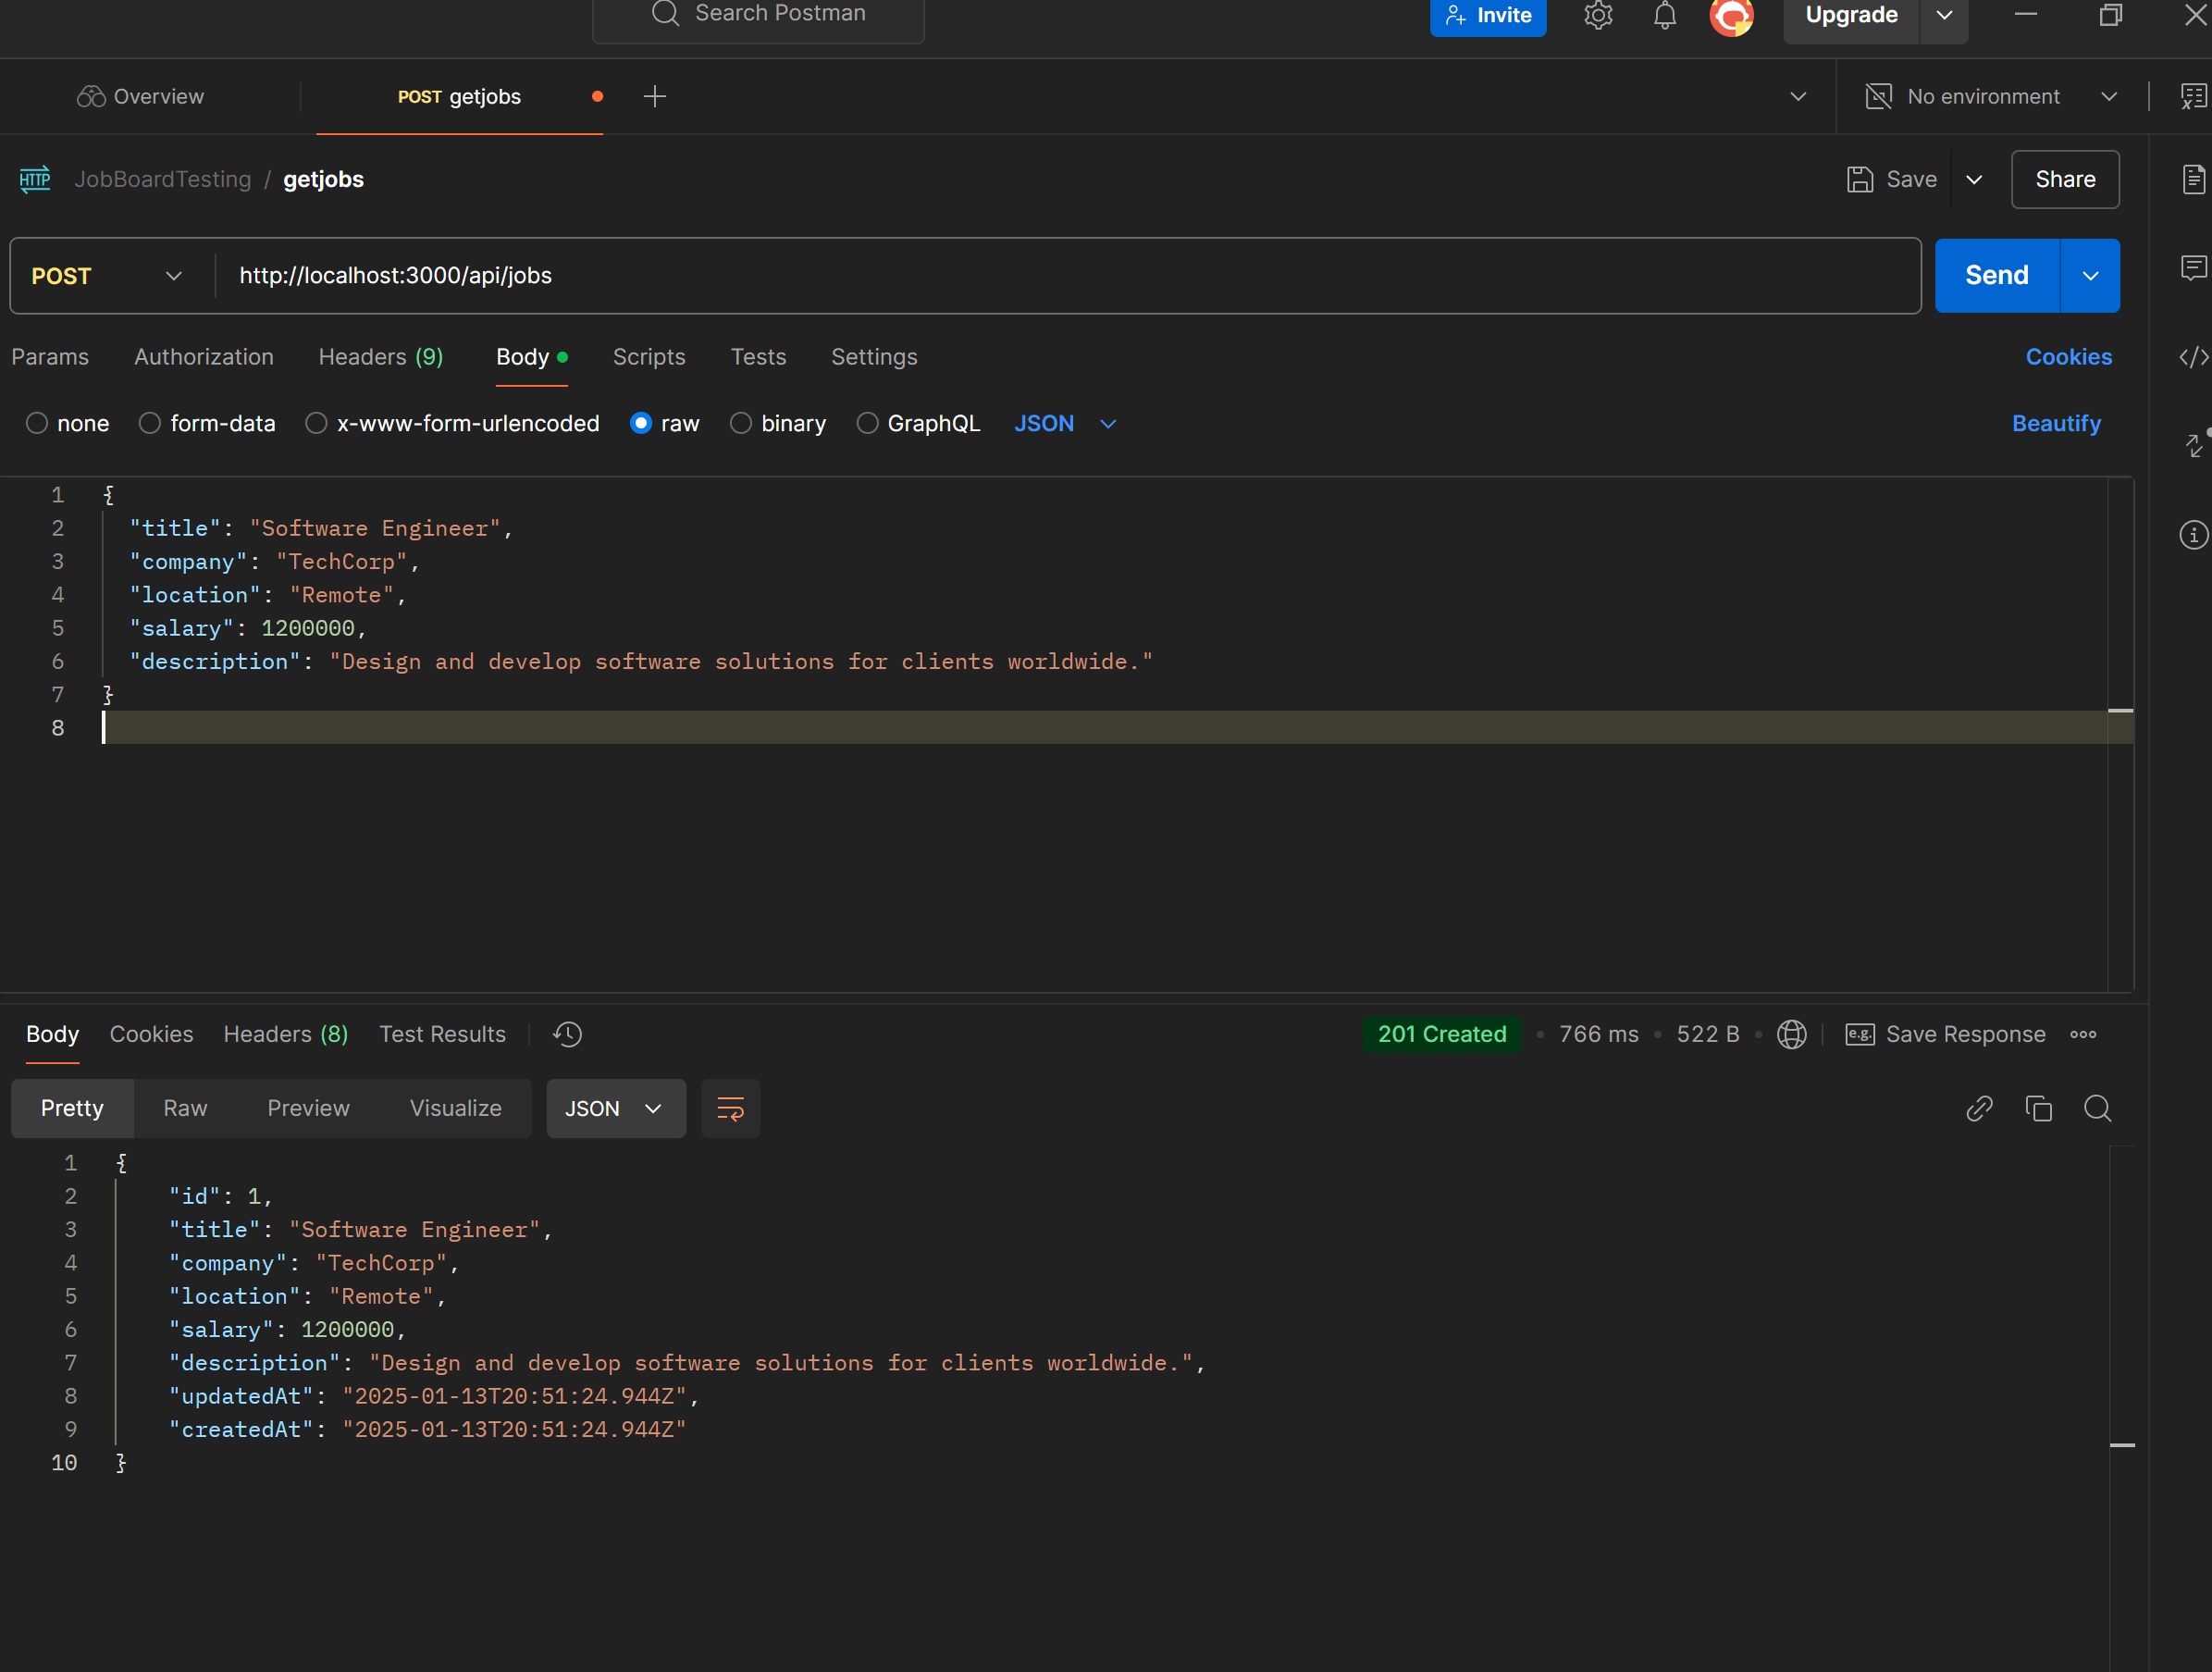 Search Postman
Invite
Upgrade
Overview
POST getjobs
No environment
HTTP JobBoardTesting / getjobs
Save
Share
POST
http://localhost:3000/api/jobs
Send
Params
Authorization
Headers (9)
Body
Scripts
Tests
Settings
Cookies
none
form-data
x-www-form-urlencoded
raw
binary
GraphQL
JSON
Beautify
1 {
2 "title": "Software Engineer",
3 "company": "TechCorp",
4 "location": "Remote",
5 "salary": 1200000,
6 "description": "Design and develop software solutions for clients worldwide."
7 }
8
Body
Cookies
Headers (8)
Test Results
201 Created
766 ms
522 B
e.g. Save Response
Pretty
Raw
Preview
Visualize
JSON
1 {
2 "id": 1,
3 "title": "Software Engineer",
4 "company": "TechCorp",
5 "location": "Remote",
6 "salary": 1200000,
7 "description": "Design and develop software solutions for clients worldwide.",
8 "updatedAt": "2025-01-13T20:51:24.944Z",
9 "createdAt": "2025-01-13T20:51:24.944Z"
10 }